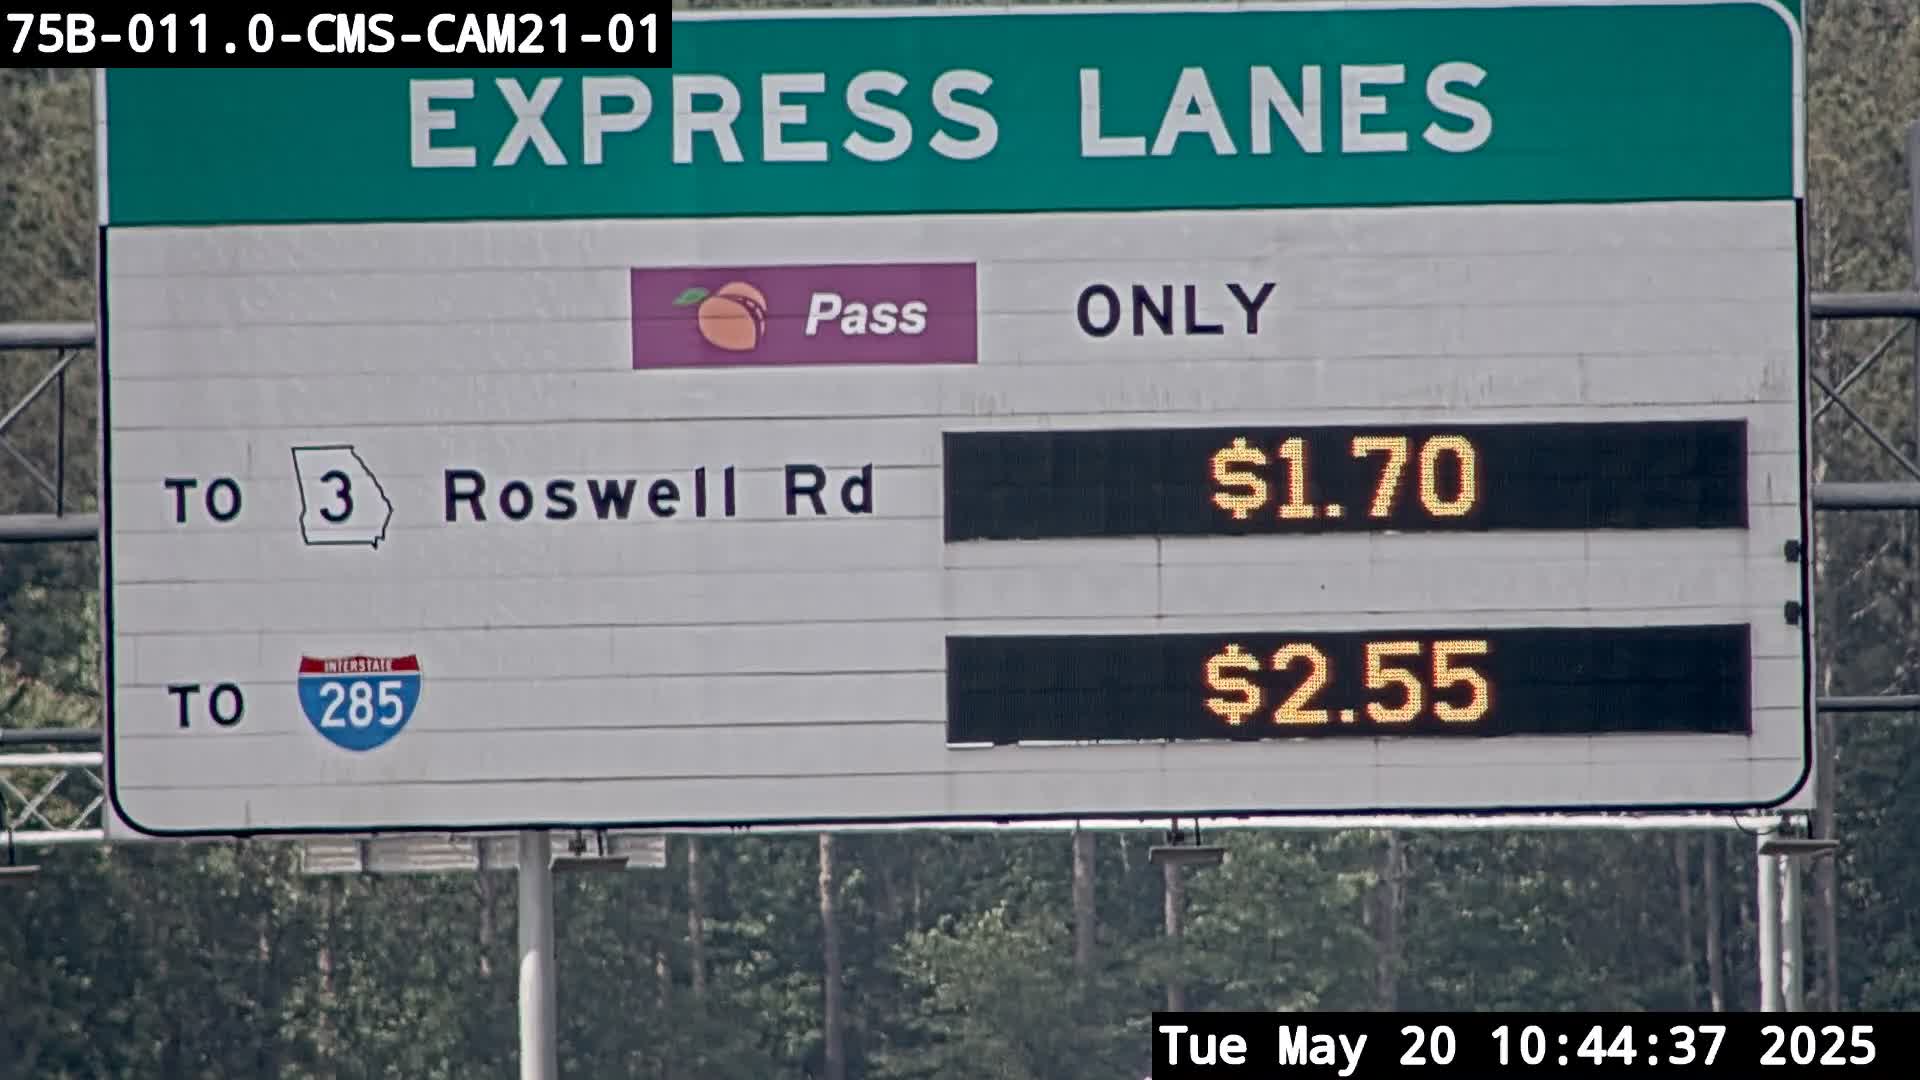 75B-011.0-CMS-CAM21-01
EXPRESS LANES
Pass ONLY
TO 3 Roswell Rd $1.70
TO INTERSTATE 285 $2.55
Tue May 20 10:44:37 2025